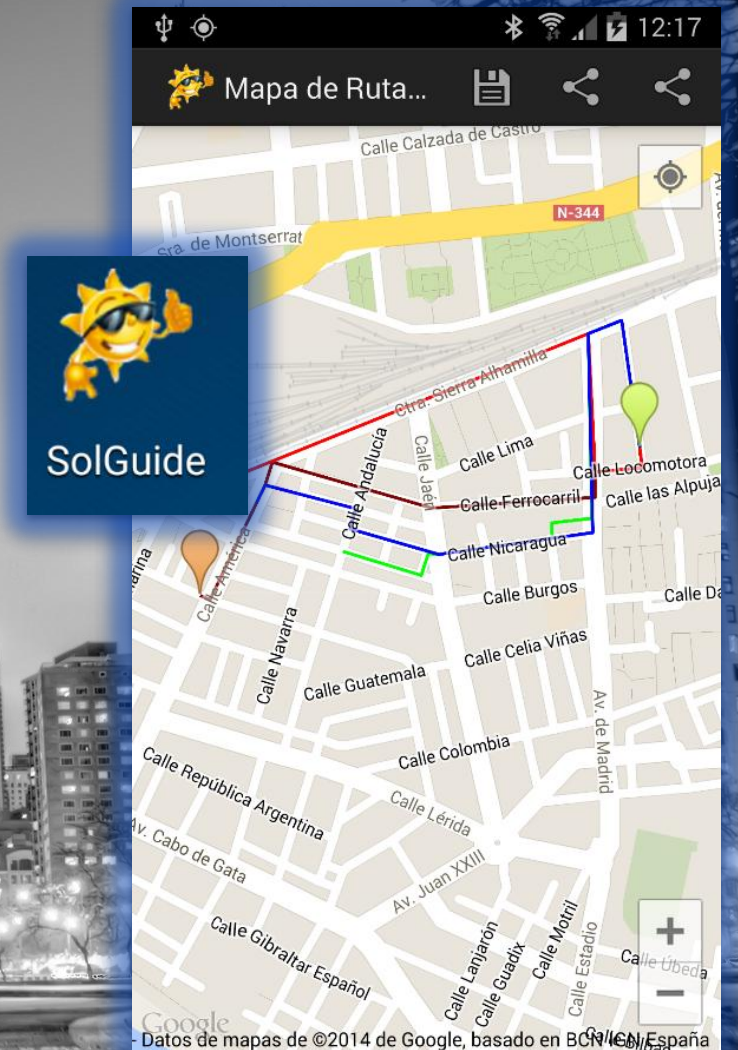 12:17
Mapa de Ruta...
Calle Calzada de Castro
N-344
Sra. de Montserrat
SolGuide
Ctra. Sierra Alhamilla
Calle Lima
Calle Andalucía
Calle Jaén
Calle Locomotora
Calle Ferrocarril
Calle las Alpuja
Calle Nicaragua
Calle América
arina
Calle Burgos
Calle Da
Calle Celia Viñas
Calle Navarra
Calle Guatemala
Av. de Madrid
Calle Colombia
Calle República Argentina
Calle Lérida
Av. Cabo de Gata
Av. Juan XXIII
Calle Gibraltar Español
Calle Lanjarón
Calle Guadix
Calle Motril
Calle Estadio
Calle Úbeda
+
−
Google
- Datos de mapas de ©2014 de Google, basado en BCN IGN España